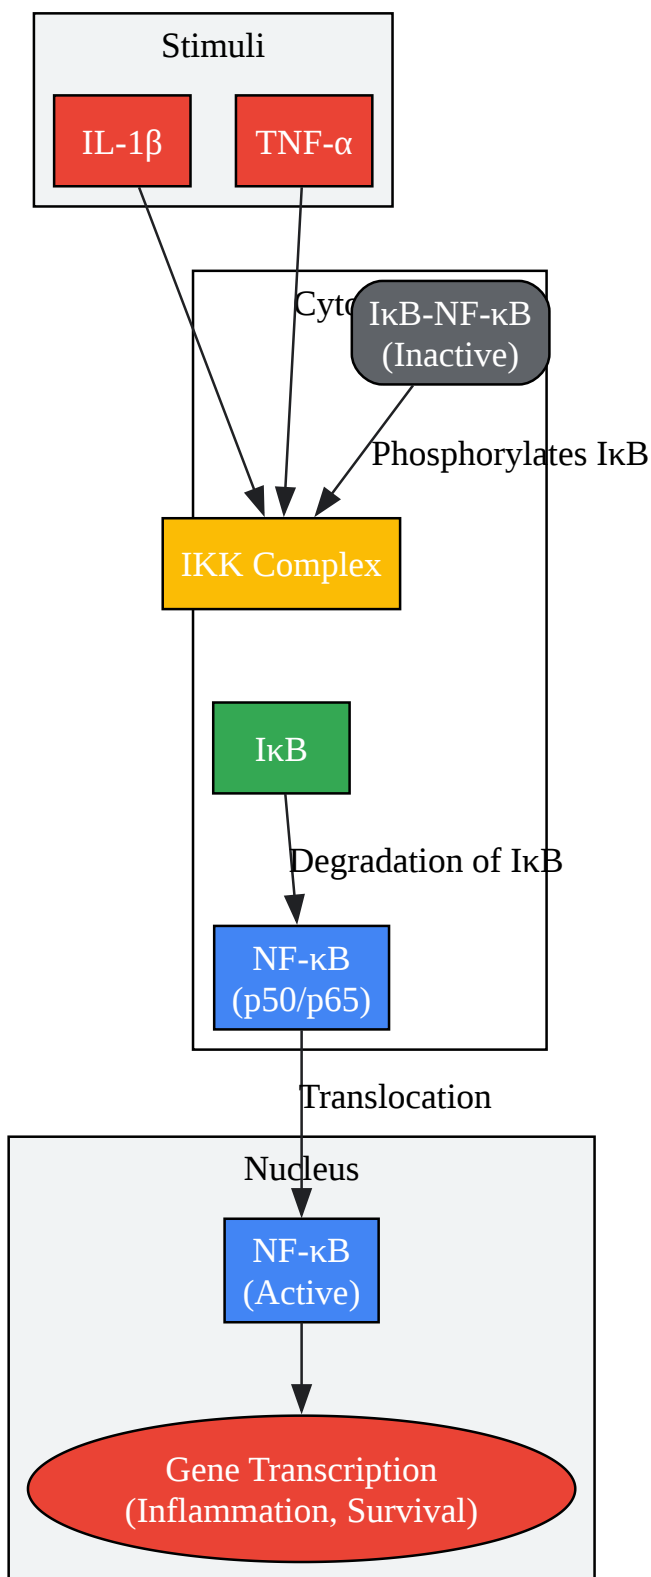 Stimuli
IL-1β
TNF-α
Cyto
IκB-NF-κB
(Inactive)
Phosphorylates IκB
IKK Complex
IκB
Degradation of IκB
NF-κB
(p50/p65)
Translocation
Nucleus
NF-κB
(Active)
Gene Transcription
(Inflammation, Survival)